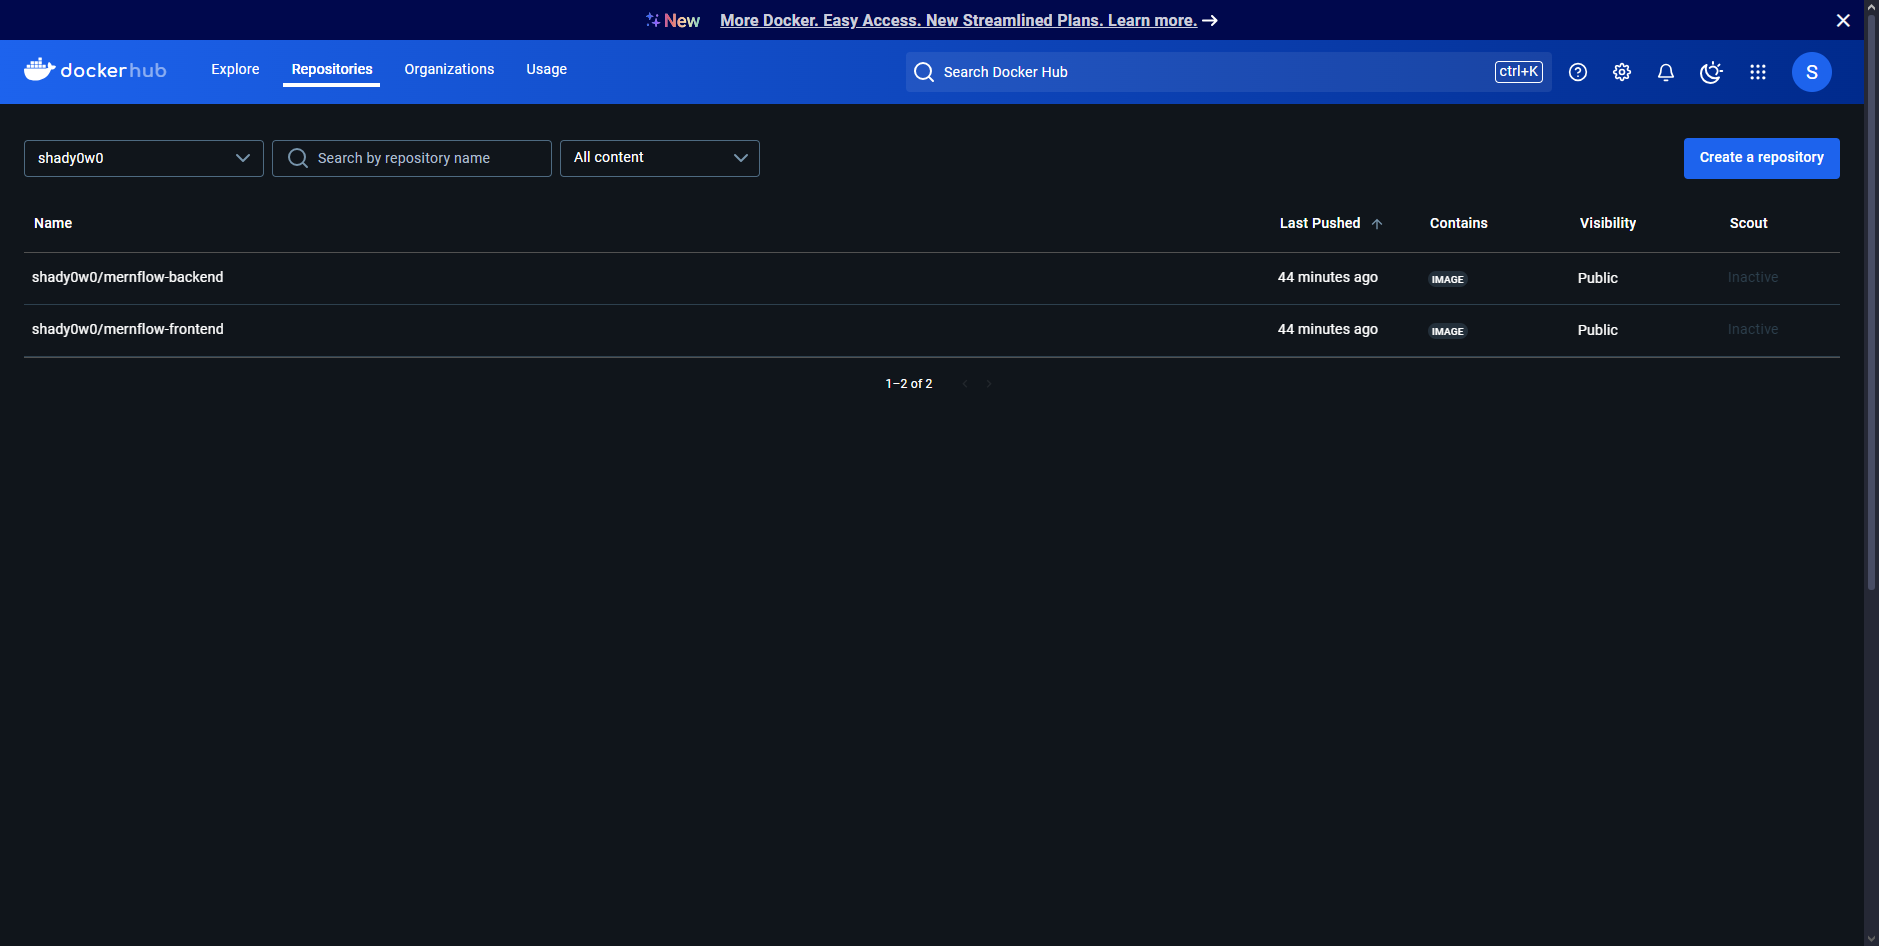 New More Docker. Easy Access. New Streamlined Plans. Learn more.
dockerhub Explore Repositories Organizations Usage Search Docker Hub ctrl+K S
shady0w0 Search by repository name All content Create a repository
Name Last Pushed Contains Visibility Scout
shady0w0/mernflow-backend 44 minutes ago IMAGE Public Inactive
shady0w0/mernflow-frontend 44 minutes ago IMAGE Public Inactive
1–2 of 2